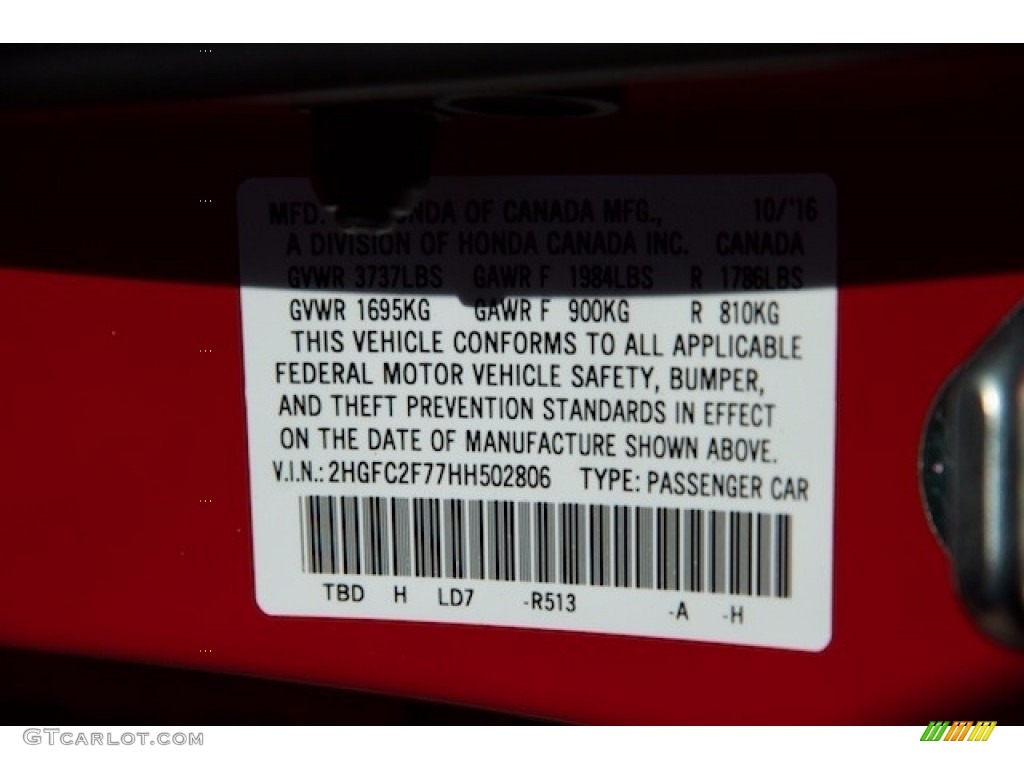 MFD. NDA OF CANADA MFG., 10/'16
A DIVISION OF HONDA CANADA INC. CANADA
GVWR 3737LBS GAWR F 1984LBS R 1786LBS
GVWR 1695KG GAWR F 900KG R 810KG
THIS VEHICLE CONFORMS TO ALL APPLICABLE
FEDERAL MOTOR VEHICLE SAFETY, BUMPER,
AND THEFT PREVENTION STANDARDS IN EFFECT
ON THE DATE OF MANUFACTURE SHOWN ABOVE.
V.I.N.: 2HGFC2F77HH502806 TYPE: PASSENGER CAR
TBD H LD7 -R513 -A -H
GTCARLOT.COM